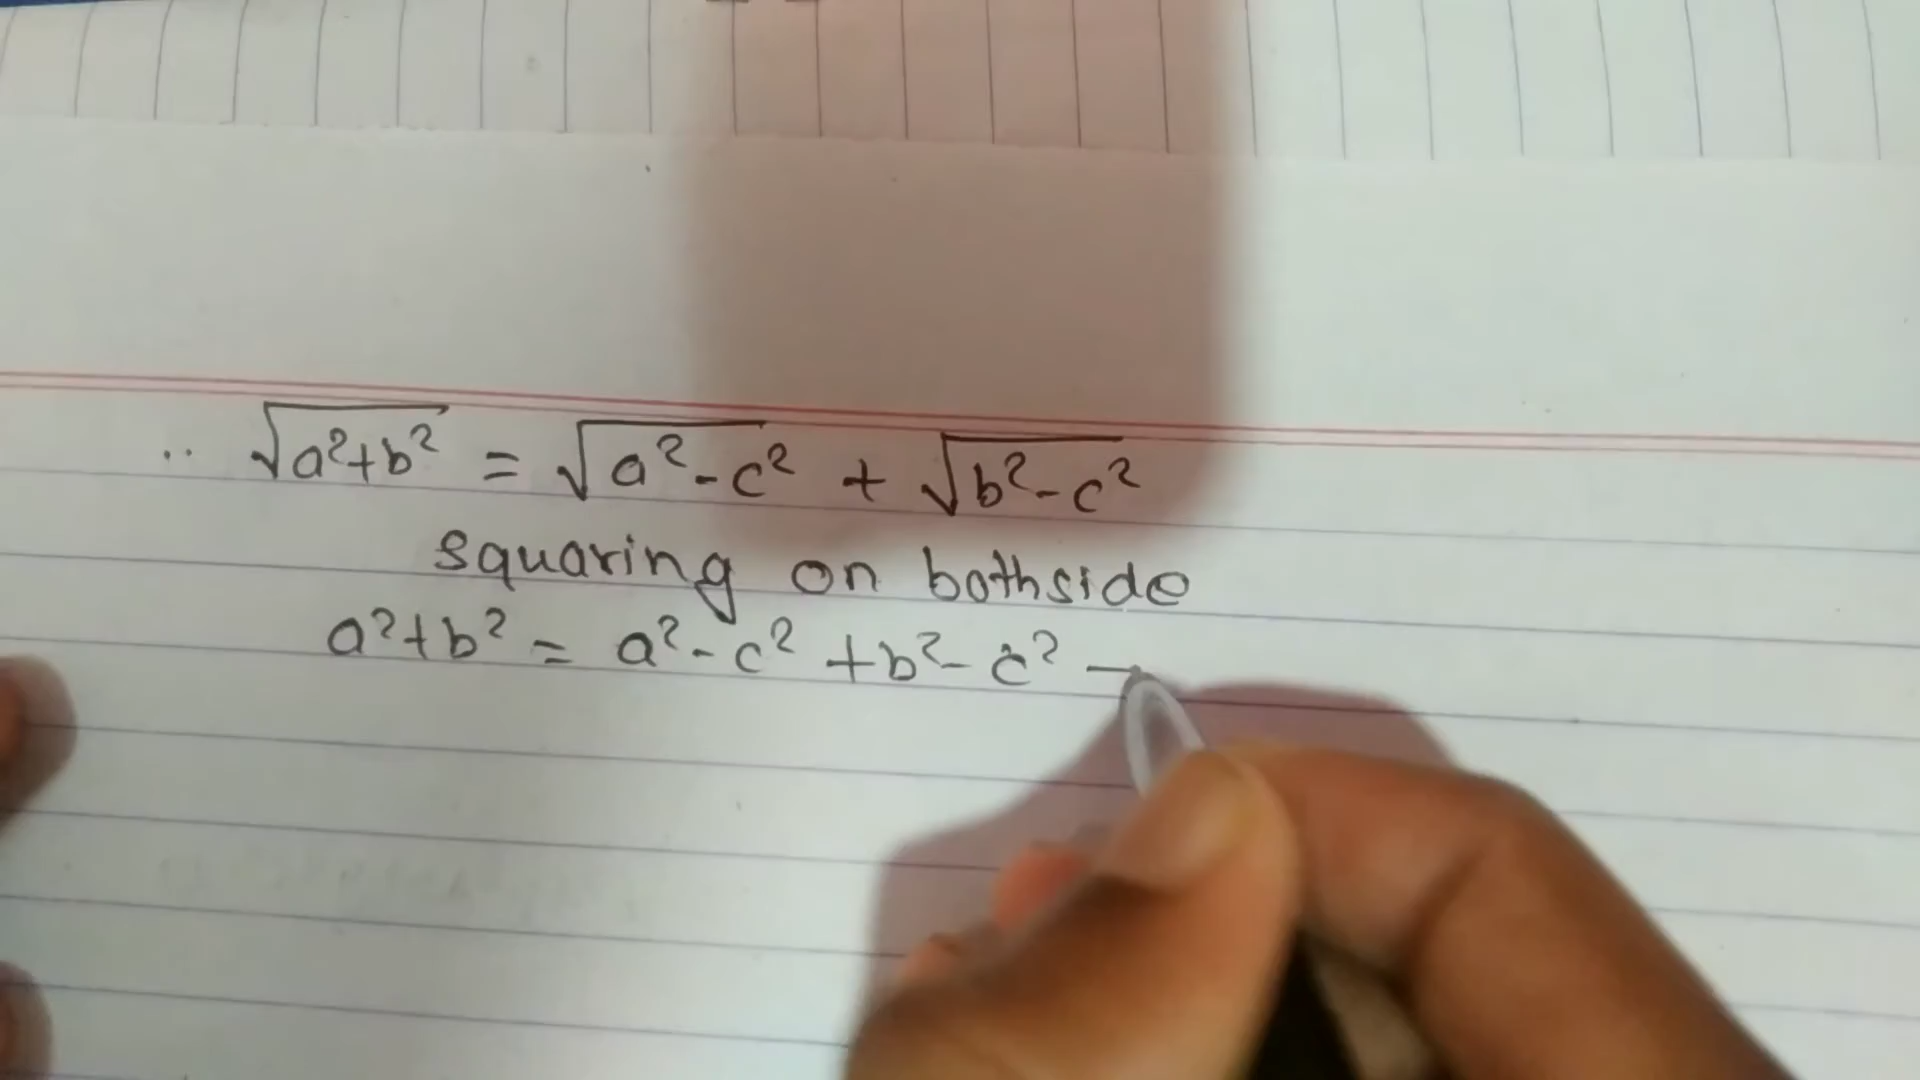 ∴ √a²+b² = √a²-c² + √b²-c²
squaring on bothside
a²+b² = a²-c² +b²-c² -